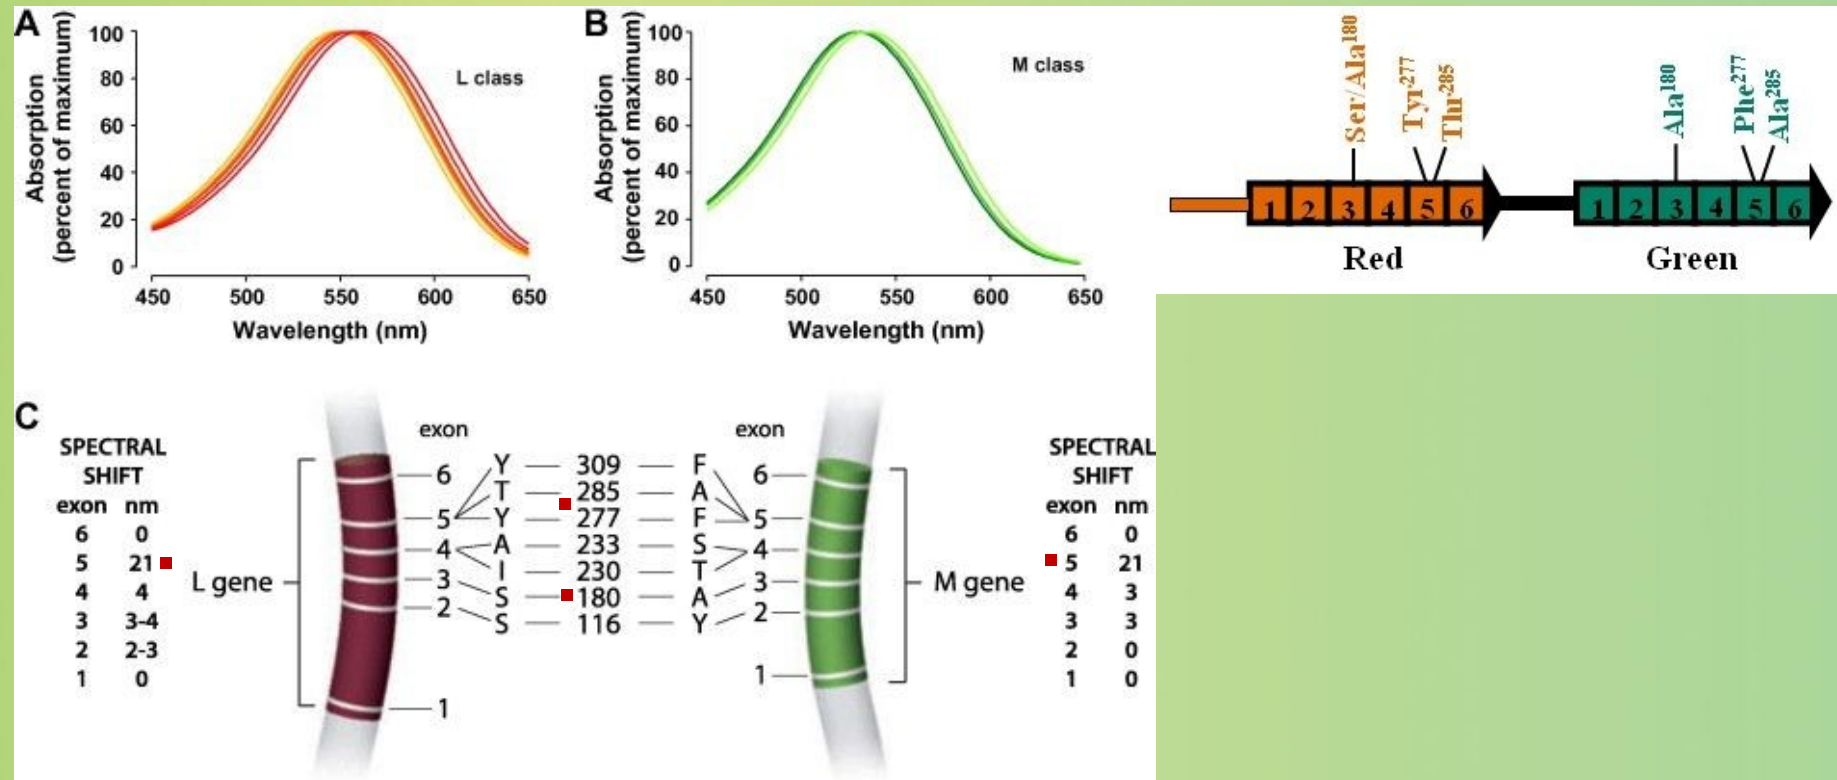 A
Absorption
(percent of maximum)
100
80
60
40
20
0
L class
450 500 550 600 650
Wavelength (nm)
B
Absorption
(percent of maximum)
100
80
60
40
20
0
M class
450 500 550 600 650
Wavelength (nm)
Ser/Ala180
Tyr-277
Thr-285
1 2 3 4 5 6
Red
Ala180
Phe277
Ala285
1 2 3 4 5 6
Green
C
SPECTRAL
SHIFT
exon nm
6 0
5 21
4 4
3 3-4
2 2-3
1 0
L gene
exon
6
5
4
3
2
1
Y 309 F
T 285 A
Y 277 F
A 233 S
I 230 T
S 180 A
S 116 Y
exon
6
5
4
3
2
1
M gene
SPECTRAL
SHIFT
exon nm
6 0
5 21
4 3
3 3
2 0
1 0